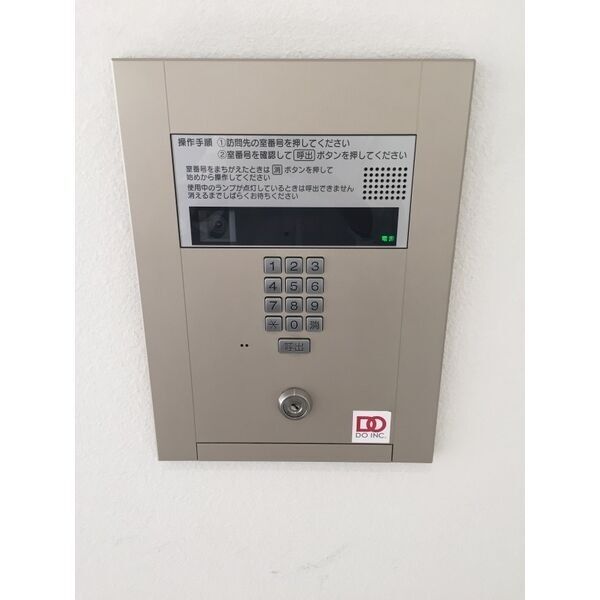 操作手順 ①訪問先の室番号を押してください
②室番号を確認して 呼出 ボタンを押してください
室番号をまちがえたときは 消 ボタンを押して
始めから操作してください
使用中のランプが点灯しているときは呼出できません
消えるまでしばらくお待ちください
1 2 3
4 5 6
7 8 9
＊ 0 消
呼出
DO
DO INC.